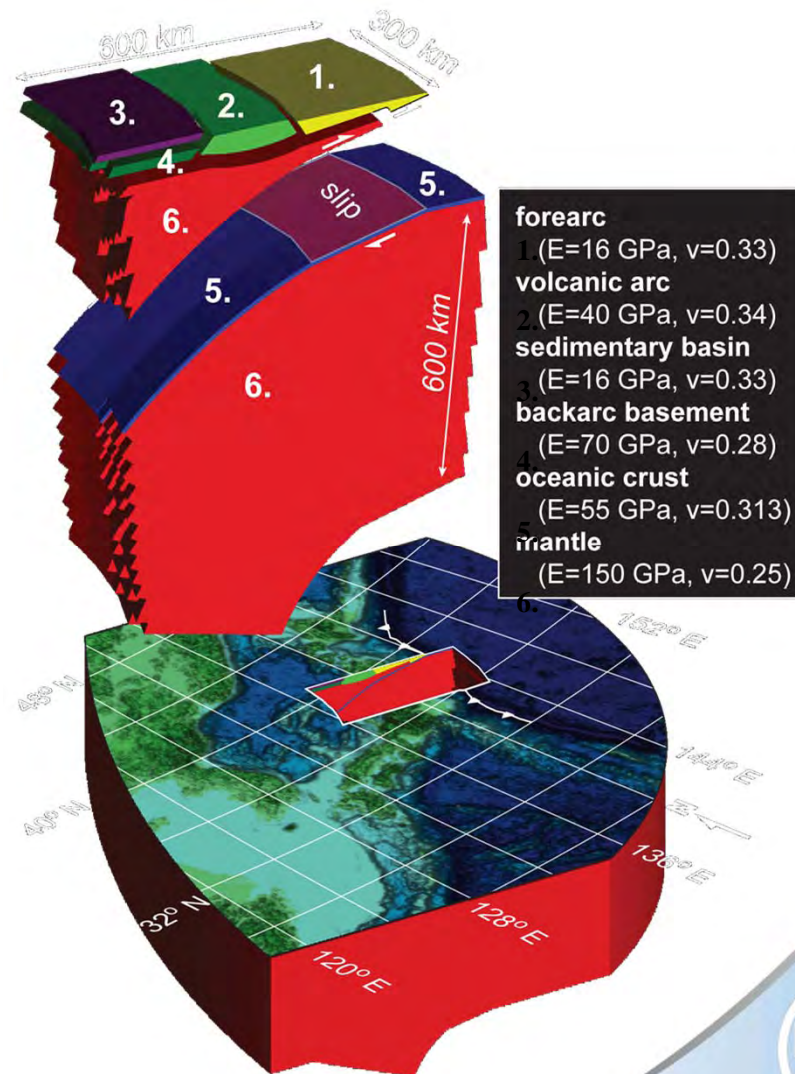 600 km
300 km
1.
2.
3.
4.
5.
slip
6.
5.
600 km
6.
forearc
1. (E=16 GPa, v=0.33)
volcanic arc
2. (E=40 GPa, v=0.34)
sedimentary basin
3. (E=16 GPa, v=0.33)
backarc basement
4. (E=70 GPa, v=0.28)
oceanic crust
5. (E=55 GPa, v=0.313)
mantle
6. (E=150 GPa, v=0.25)
152° E
144° E
136° E
128° E
120° E
32° N
40° N